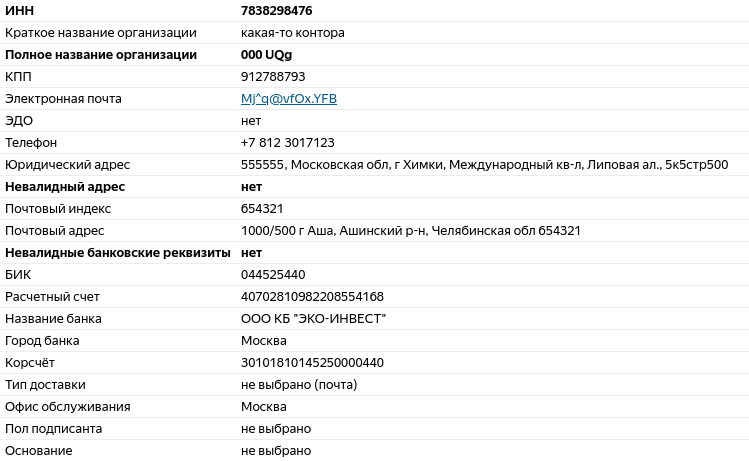 ИНН 7838298476
Краткое название организации какая-то контора
Полное название организации 000 UQg
КПП 912788793
Электронная почта Mj^q@vfOx.YFB
ЭДО нет
Телефон +7 812 3017123
Юридический адрес 555555, Московская обл, г Химки, Международный кв-л, Липовая ал., 5к5стр500
Невалидный адрес нет
Почтовый индекс 654321
Почтовый адрес 1000/500 г Аша, Ашинский р-н, Челябинская обл 654321
Невалидные банковские реквизиты нет
БИК 044525440
Расчетный счет 40702810982208554168
Название банка ООО КБ "ЭКО-ИНВЕСТ"
Город банка Москва
Корсчёт 30101810145250000440
Тип доставки не выбрано (почта)
Офис обслуживания Москва
Пол подписанта не выбрано
Основание не выбрано